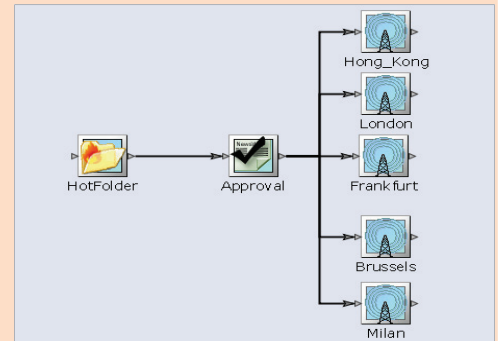 Hong_Kong
London
HotFolder
Approval
Frankfurt
Brussels
Milan